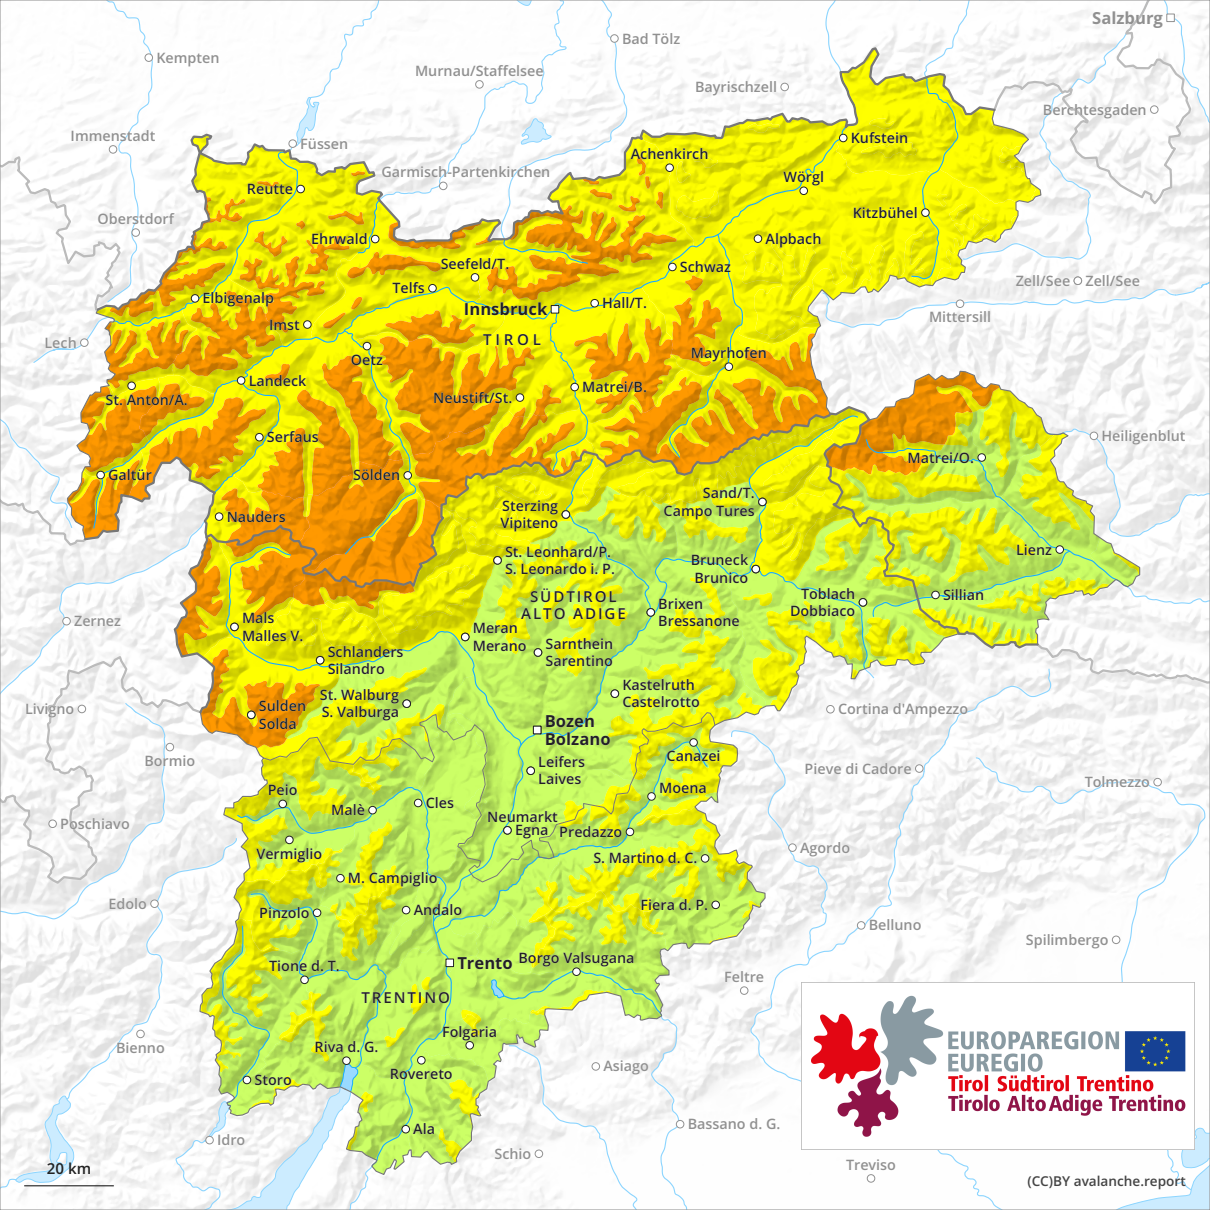 Salzburg
Bad Tölz
Kempten
Murnau/Staffelsee
Bayrischzell
Berchtesgaden
Immenstadt
Füssen
Kufstein
Achenkirch
Garmisch-Partenkirchen
Wörgl
Reutte
Oberstdorf
Kitzbühel
Ehrwald
Alpbach
Seefeld/T.
Schwaz
Zell/See
Zell/See
Telfs
Elbigenalp
Hall/T.
Innsbruck
Mittersill
Imst
TIROL
Lech
Mayrhofen
Oetz
Landeck
Matrei/B.
St. Anton/A.
Neustift/St.
Serfaus
Heiligenblut
Matrei/O.
Galtür
Sölden
Sand/T.
Campo Tures
Sterzing
Vipiteno
Nauders
Lienz
St. Leonhard/P.
S. Leonardo i. P.
Bruneck
Brunico
SÜDTIROL
ALTO ADIGE
Toblach
Dobbiaco
Sillian
Brixen
Bressanone
Zernez
Mals
Malles V.
Meran
Merano
Sarnthein
Sarentino
Schlanders
Silandro
Kastelruth
Castelrotto
St. Walburg
S. Valburga
Livigno
Sulden
Solda
Cortina d'Ampezzo
Bozen
Bolzano
Bormio
Canazei
Leifers
Laives
Pieve di Cadore
Tolmezzo
Peio
Moena
Malè
Cles
Neumarkt
Egna
Poschiavo
Predazzo
Vermiglio
Agordo
S. Martino d. C.
M. Campiglio
Edolo
Pinzolo
Andalo
Fiera d. P.
Belluno
Spilimbergo
Trento
Borgo Valsugana
Tione d. T.
Feltre
TRENTINO
Folgaria
Bienno
Riva d. G.
EUROPAREGION
EUREGIO
Tirol Südtirol Trentino
Tirolo Alto Adige Trentino
Asiago
Rovereto
Storo
Bassano d. G.
Ala
Idro
Schio
Treviso
20 km
(CC)BY avalanche.report